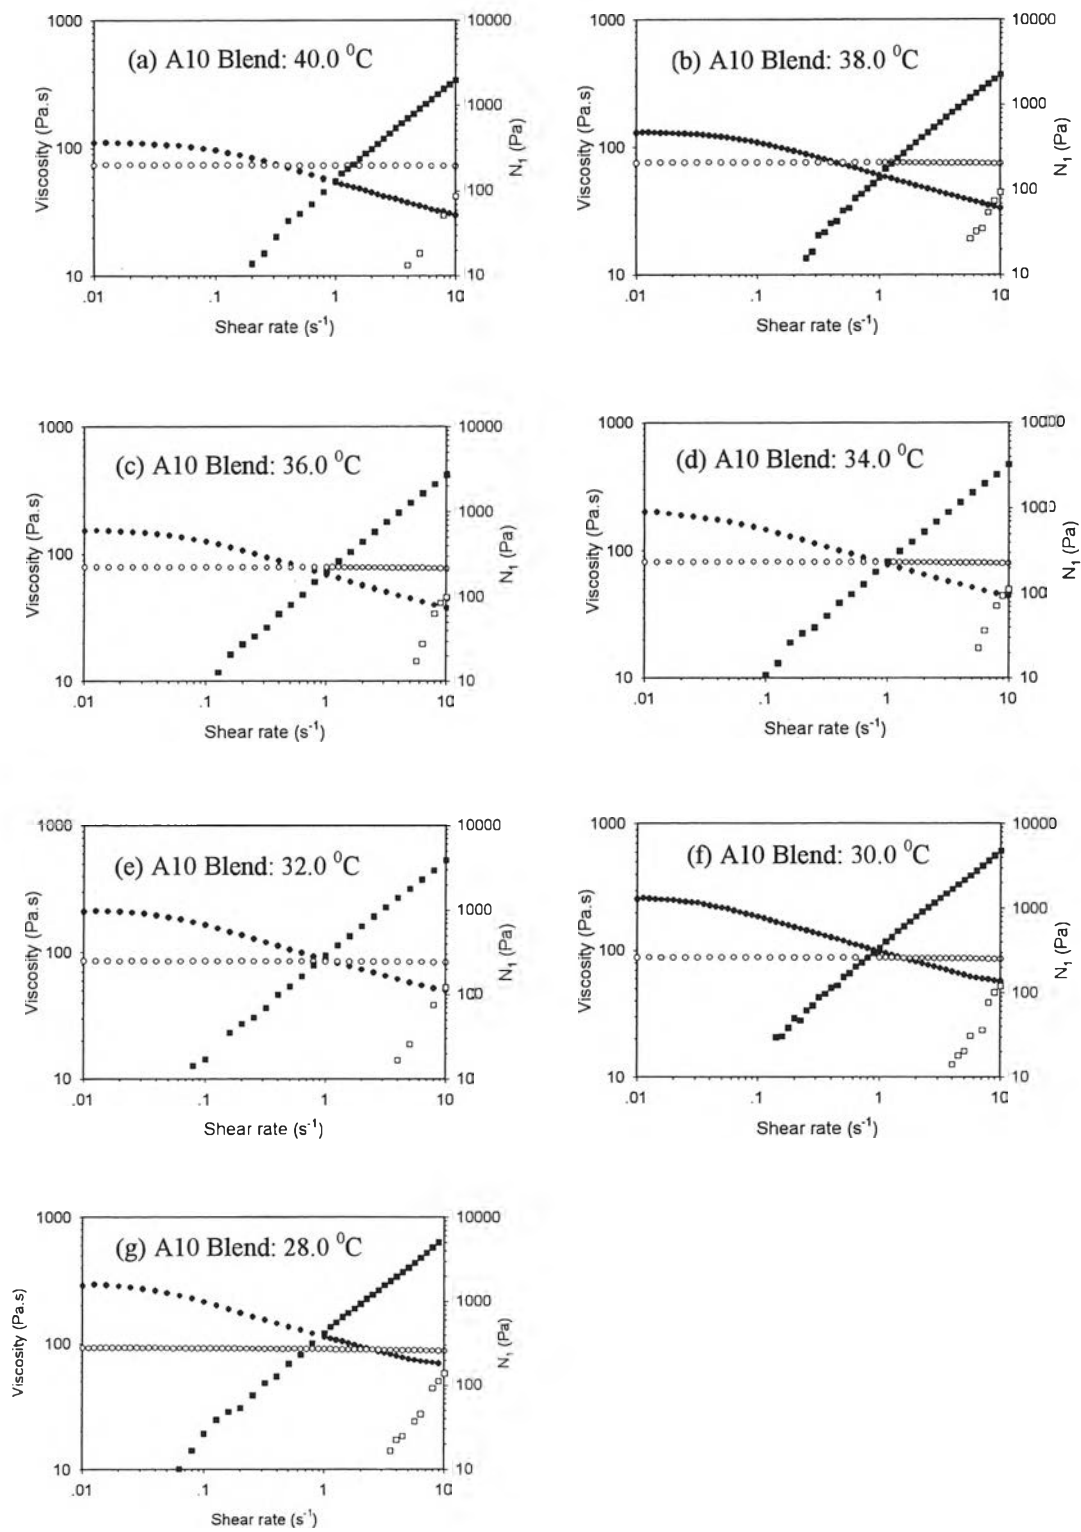 (a) A10 Blend: 40.0 ⁰C
Viscosity (Pa.s)
1000
100
10
N₁ (Pa)
10000
1000
100
10
.01
.1
1
10
Shear rate (s⁻¹)
(b) A10 Blend: 38.0 ⁰C
Viscosity (Pa.s)
1000
100
10
N₁ (Pa)
10000
1000
100
10
.01
.1
1
10
Shear rate (s⁻¹)
(c) A10 Blend: 36.0 ⁰C
Viscosity (Pa.s)
1000
100
10
N₁ (Pa)
10000
1000
100
10
.01
.1
1
10
Shear rate (s⁻¹)
(d) A10 Blend: 34.0 ⁰C
Viscosity (Pa.s)
1000
100
10
N₁ (Pa)
10000
1000
100
10
.01
.1
1
10
Shear rate (s⁻¹)
(e) A10 Blend: 32.0 ⁰C
Viscosity (Pa.s)
1000
100
10
N₁ (Pa)
10000
1000
100
10
.01
.1
1
10
Shear rate (s⁻¹)
(f) A10 Blend: 30.0 ⁰C
Viscosity (Pa.s)
1000
100
10
N₁ (Pa)
10000
1000
100
10
.01
.1
1
10
Shear rate (s⁻¹)
(g) A10 Blend: 28.0 ⁰C
Viscosity (Pa.s)
1000
100
10
N₁ (Pa)
10000
1000
100
10
.01
.1
1
10
Shear rate (s⁻¹)